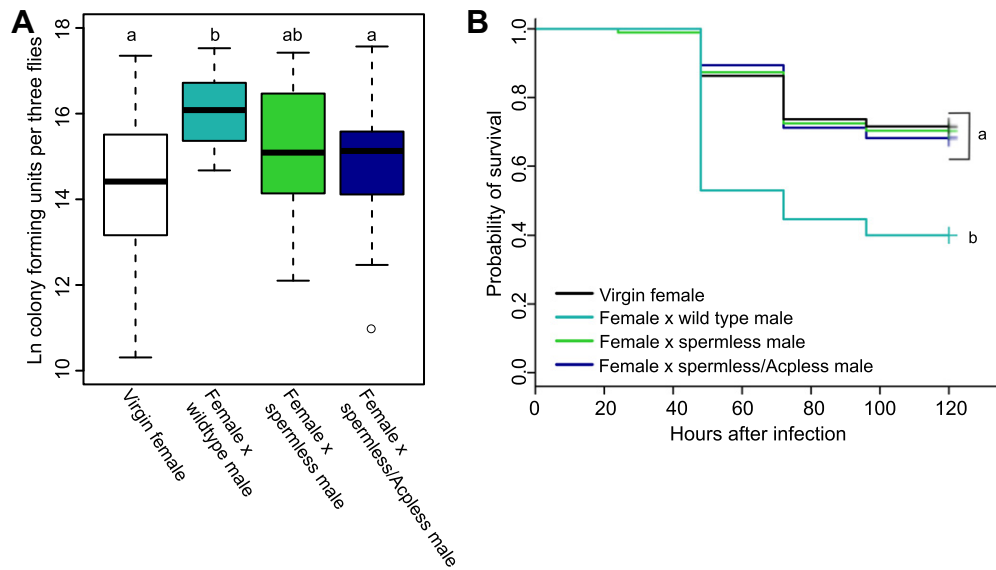 A
Ln colony forming units per three flies
18
16
14
12
10
a
b
ab
a
Virgin female
Female x
wildtype male
Female x
spermless male
Female x
spermless/Acpless male
B
Probability of survival
1.0
0.8
0.6
0.4
0.2
0.0
a
b
Virgin female
Female x wild type male
Female x spermless male
Female x spermless/Acpless male
0
20
40
60
80
100
120
Hours after infection